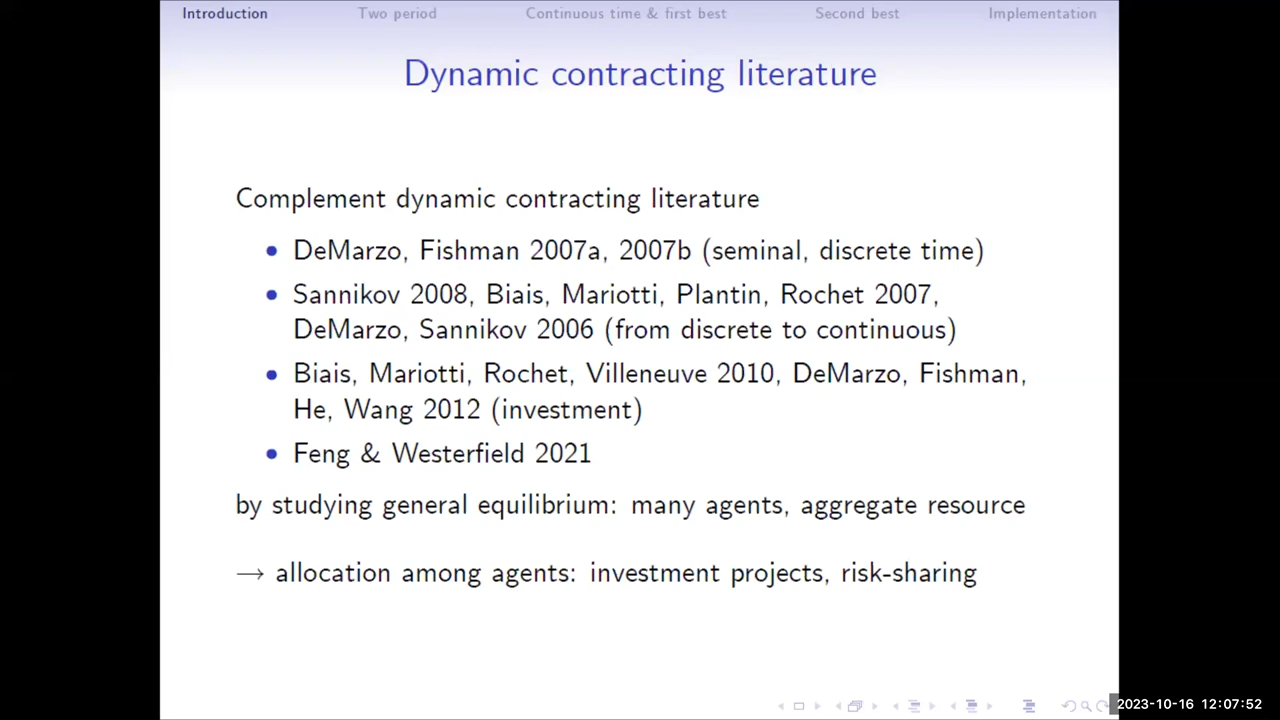 Introduction Two period Continuous time & first best Second best Implementation
Dynamic contracting literature
Complement dynamic contracting literature
• DeMarzo, Fishman 2007a, 2007b (seminal, discrete time)
• Sannikov 2008, Biais, Mariotti, Plantin, Rochet 2007,
DeMarzo, Sannikov 2006 (from discrete to continuous)
• Biais, Mariotti, Rochet, Villeneuve 2010, DeMarzo, Fishman,
He, Wang 2012 (investment)
• Feng & Westerfield 2021
by studying general equilibrium: many agents, aggregate resource
→ allocation among agents: investment projects, risk-sharing
2023-10-16 12:07:52